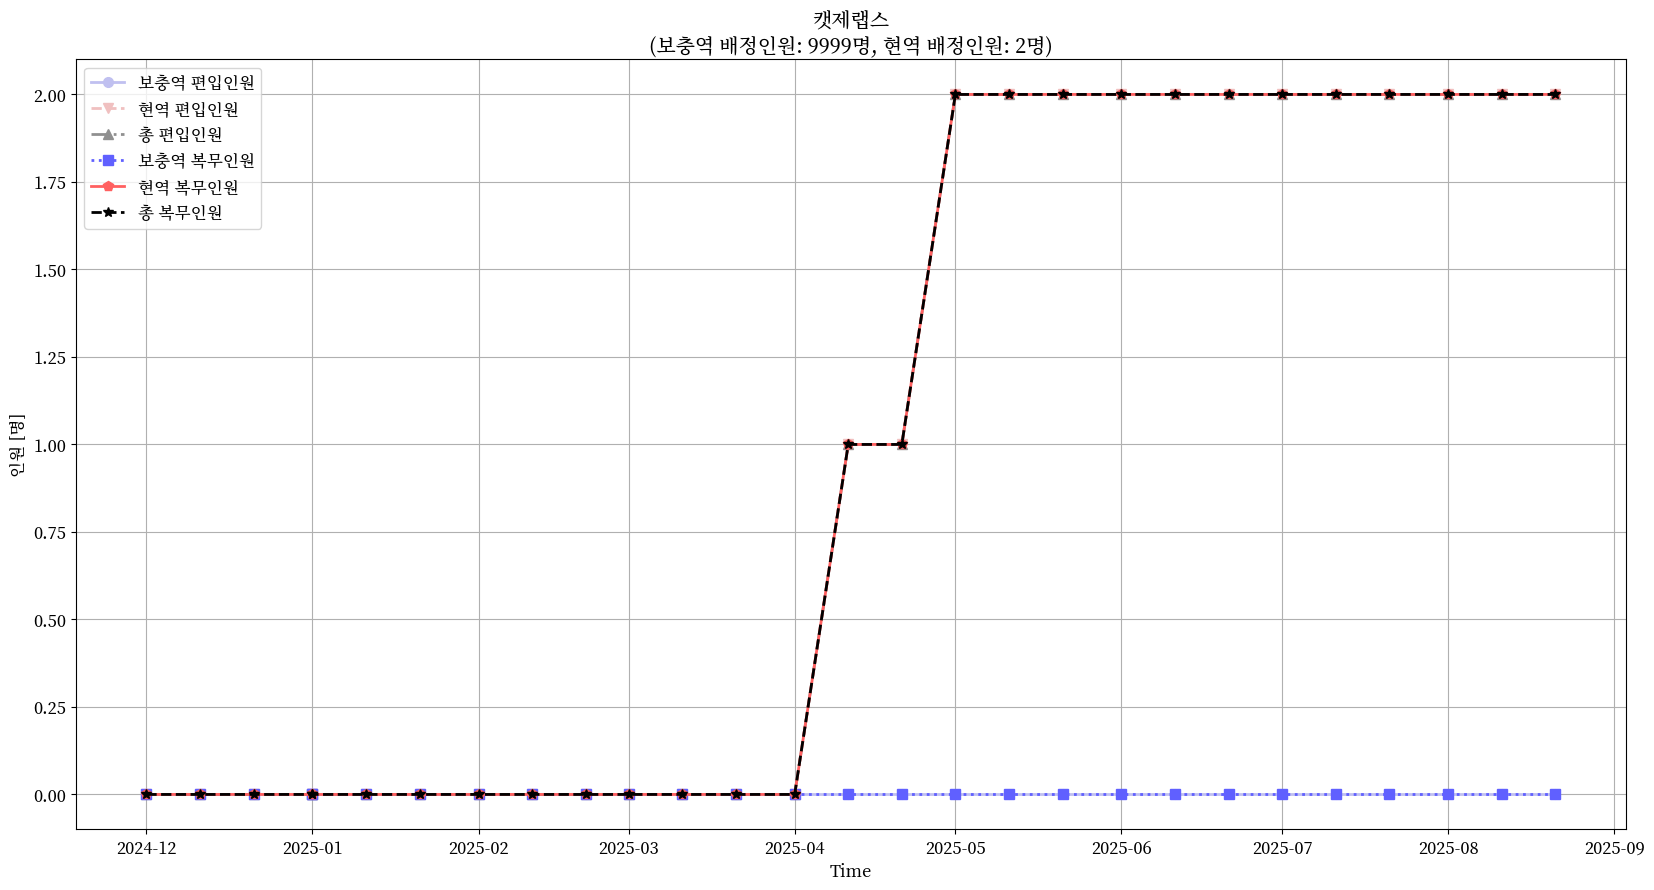 캣제랩스
(보충역 배정인원: 9999명, 현역 배정인원: 2명)
보충역 편입인원
현역 편입인원
총 편입인원
보충역 복무인원
현역 복무인원
총 복무인원
인원 [명]
2.00
1.75
1.50
1.25
1.00
0.75
0.50
0.25
0.00
2024-12
2025-01
2025-02
2025-03
2025-04
2025-05
2025-06
2025-07
2025-08
2025-09
Time